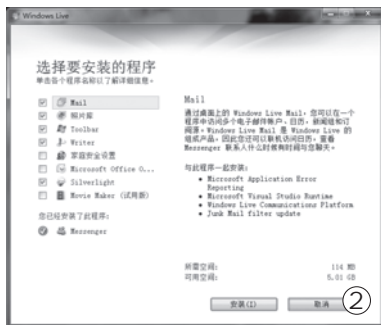 Windows Live
选择要安装的程序
单击各个程序名称以了解详细信息。
Mail
照片库
Toolbar
Writer
家庭安全设置
Microsoft Office O...
Silverlight
Movie Maker (试用版)
您已经安装了此程序:
Messenger
Mail
通过桌面上的 Windows Live Mail，您可以在一个
程序中访问多个电子邮件帐户、日历、新闻组和订
阅源。Windows Live Mail 是 Windows Live 的
组成产品，因此您还可以联机访问日历，查看
Messenger 联系人什么时候有时间与您聊天。
与此程序一起安装:
Microsoft Application Error
Reporting
Microsoft Visual Studio Runtime
Windows Live Communications Platform
Junk Mail filter update
所需空间: 114 MB
可用空间: 5.01 GB
安装(I) 取消 ②